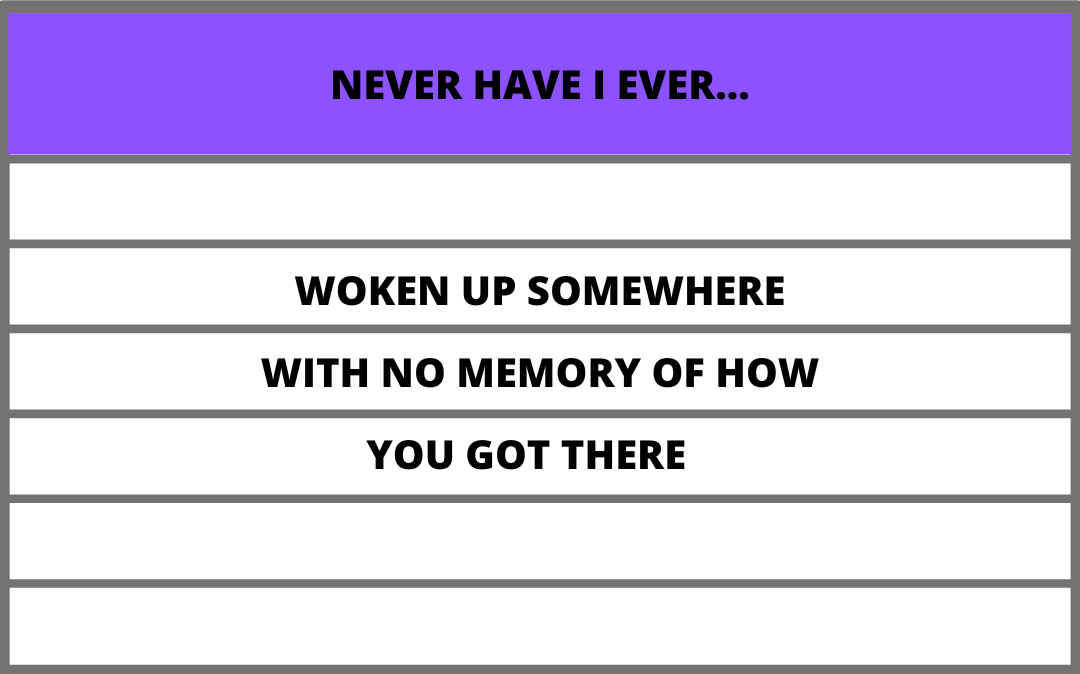 NEVER HAVE I EVER...
WOKEN UP SOMEWHERE
WITH NO MEMORY OF HOW
YOU GOT THERE